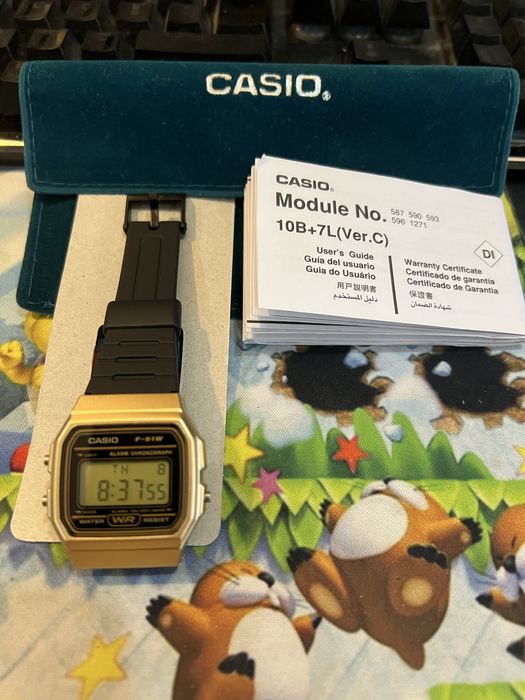 CASIO®
CASIO®
Module No. 587 590 593
596 1271
10B+7L(Ver.C)
DI
User's Guide
Guía del usuario
Guia do Usuário
用戸説明書
دليل المستخدم
Warranty Certificate
Certificado de garantía
Certificado de Garantia
保證書
شهادة الضمان
CASIO F-91W
LIGHT ALARM CHRONOGRAPH
TH 8
8:37 55
WATER WR RESIST